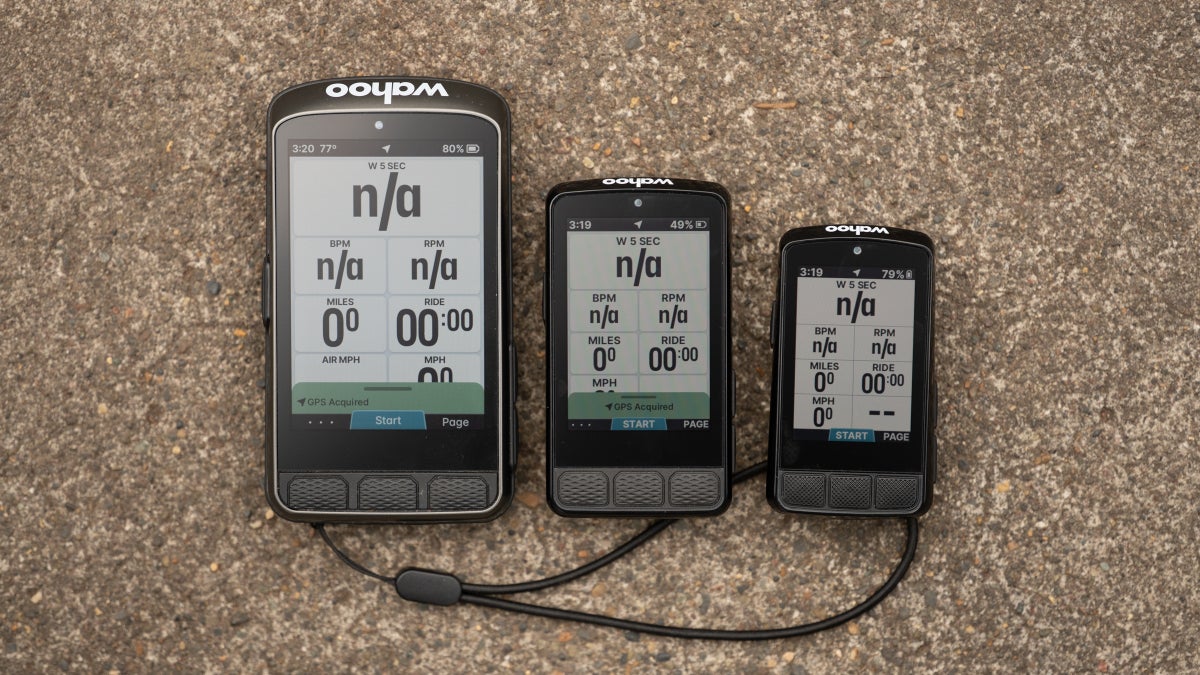 wahoo
3:20 77° 80%
W 5 SEC
n/a
BPM RPM
n/a n/a
MILES RIDE
0⁰ 00:00
AIR MPH MPH
GPS Acquired
Start Page
wahoo
3:19 49%
W 5 SEC
n/a
BPM RPM
n/a n/a
MILES RIDE
0⁰ 00:00
MPH
GPS Acquired
START PAGE
wahoo
3:19 79%
W 5 SEC
n/a
BPM RPM
n/a n/a
MILES RIDE
0⁰ 00:00
MPH
0⁰ --
START PAGE